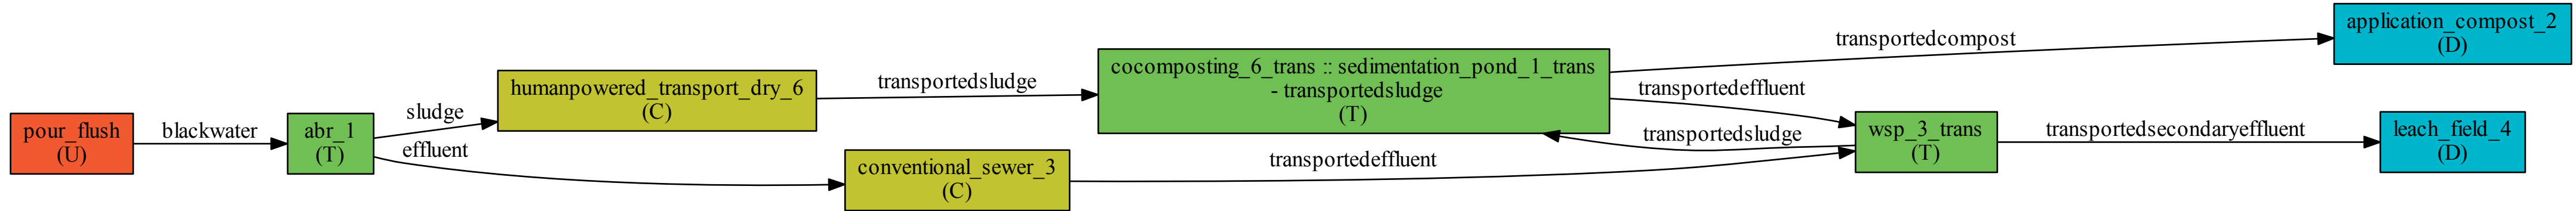 pour_flush
(U)
blackwater
abr_1
(T)
sludge
effluent
humanpowered_transport_dry_6
(C)
conventional_sewer_3
(C)
transportedsludge
transportedeffluent
cocomposting_6_trans :: sedimentation_pond_1_trans
- transportedsludge
(T)
transportedcompost
transportedeffluent
transportedsludge
wsp_3_trans
(T)
transportedsecondaryeffluent
application_compost_2
(D)
leach_field_4
(D)